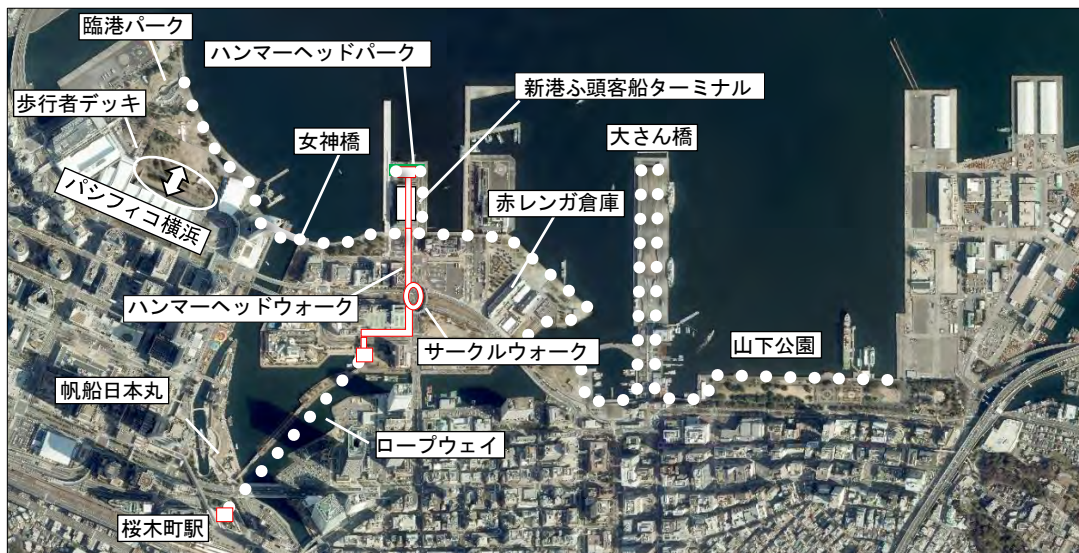 臨港パーク
ハンマーヘッドパーク
歩行者デッキ
新港ふ頭客船ターミナル
女神橋
大さん橋
パシフィコ横浜
赤レンガ倉庫
ハンマーヘッドウォーク
サークルウォーク
山下公園
帆船日本丸
ロープウェイ
桜木町駅